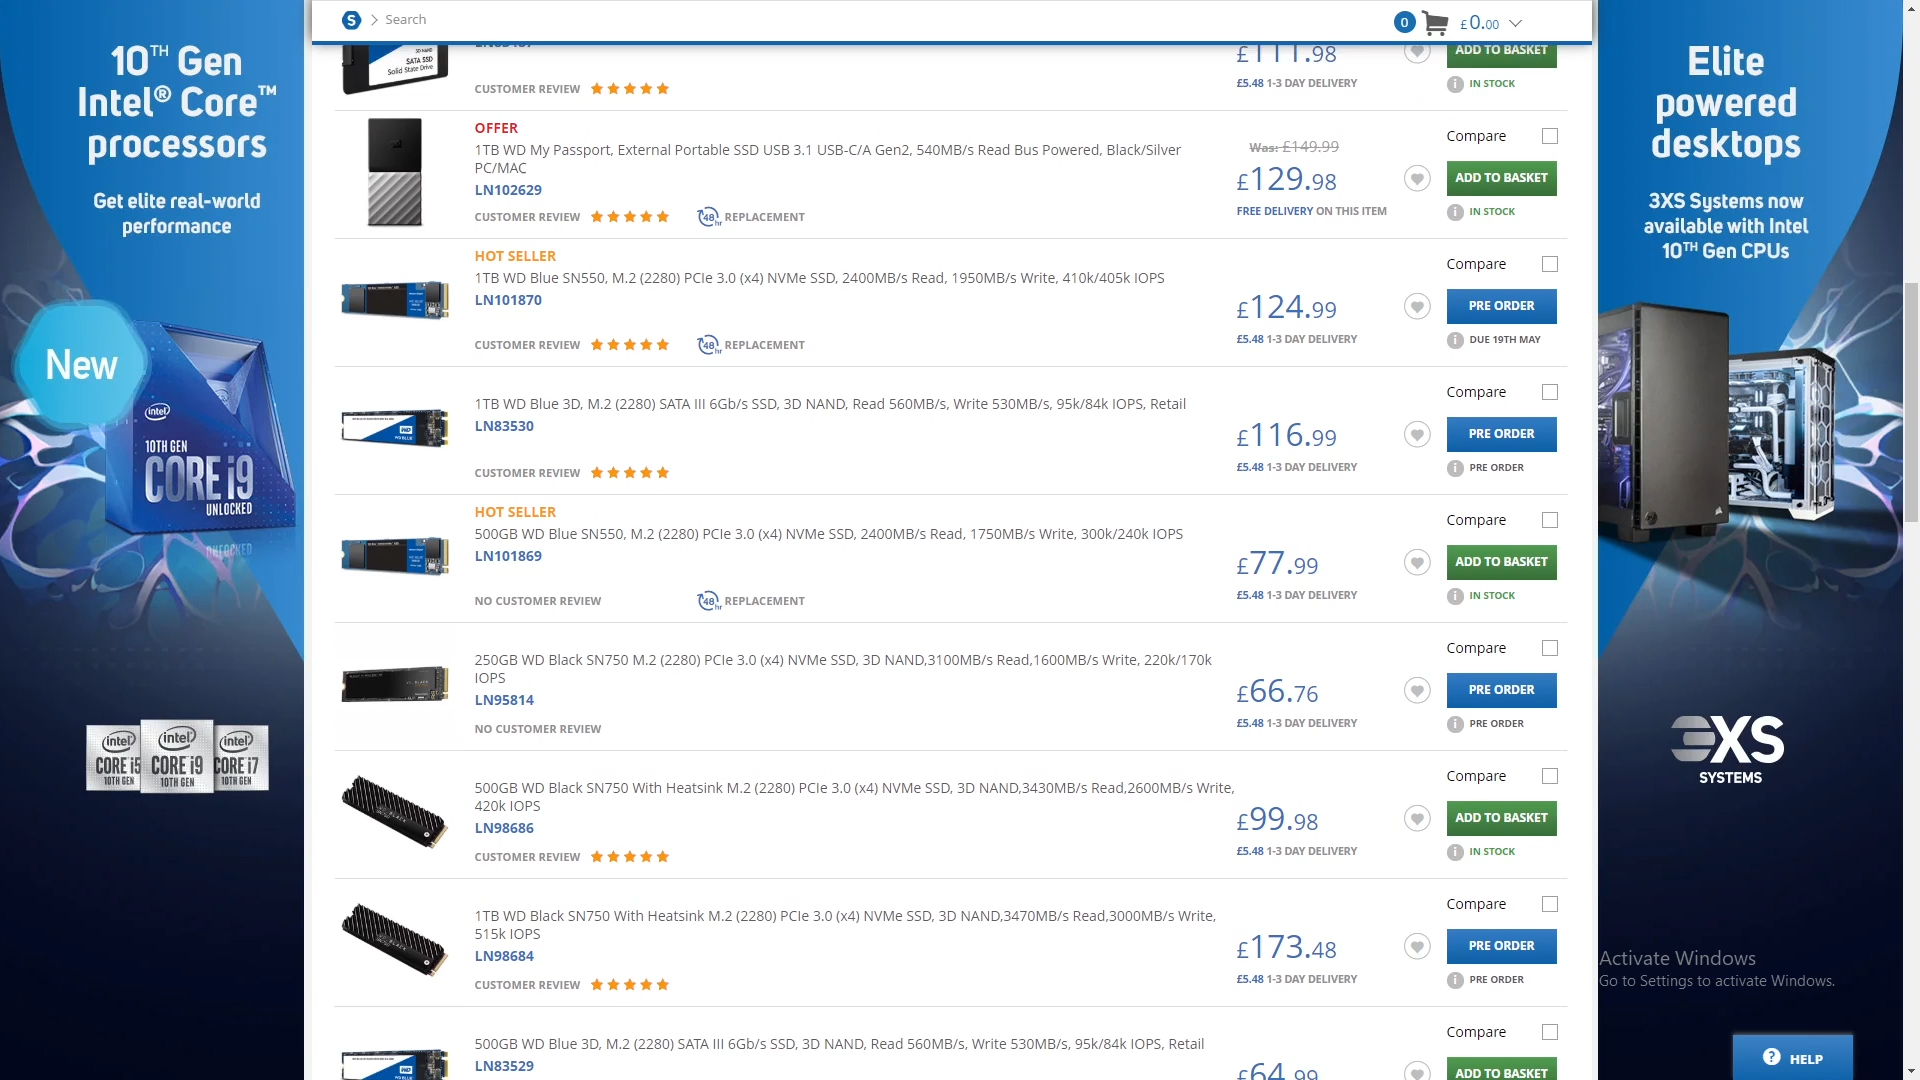 10TH Gen
Intel® Core™
processors
Get elite real-world
performance
New
intel
10TH GEN
CORE i9
UNLOCKED
intel
CORE i5
10TH GEN
intel
CORE i9
10TH GEN
intel
CORE i7
10TH GEN
S > Search
0 £0.00
SATA SSD
Solid State Drive
£111.98
ADD TO BASKET
CUSTOMER REVIEW
£5.48 1-3 DAY DELIVERY
IN STOCK
OFFER
1TB WD My Passport, External Portable SSD USB 3.1 USB-C/A Gen2, 540MB/s Read Bus Powered, Black/Silver
PC/MAC
LN102629
CUSTOMER REVIEW
48hr REPLACEMENT
Was: £149.99
£129.98
FREE DELIVERY ON THIS ITEM
Compare
ADD TO BASKET
IN STOCK
HOT SELLER
1TB WD Blue SN550, M.2 (2280) PCIe 3.0 (x4) NVMe SSD, 2400MB/s Read, 1950MB/s Write, 410k/405k IOPS
LN101870
CUSTOMER REVIEW
48hr REPLACEMENT
£124.99
£5.48 1-3 DAY DELIVERY
Compare
PRE ORDER
DUE 19TH MAY
1TB WD Blue 3D, M.2 (2280) SATA III 6Gb/s SSD, 3D NAND, Read 560MB/s, Write 530MB/s, 95k/84k IOPS, Retail
LN83530
CUSTOMER REVIEW
£116.99
£5.48 1-3 DAY DELIVERY
Compare
PRE ORDER
PRE ORDER
HOT SELLER
500GB WD Blue SN550, M.2 (2280) PCIe 3.0 (x4) NVMe SSD, 2400MB/s Read, 1750MB/s Write, 300k/240k IOPS
LN101869
NO CUSTOMER REVIEW
48hr REPLACEMENT
£77.99
£5.48 1-3 DAY DELIVERY
Compare
ADD TO BASKET
IN STOCK
250GB WD Black SN750 M.2 (2280) PCIe 3.0 (x4) NVMe SSD, 3D NAND,3100MB/s Read,1600MB/s Write, 220k/170k
IOPS
LN95814
NO CUSTOMER REVIEW
£66.76
£5.48 1-3 DAY DELIVERY
Compare
PRE ORDER
PRE ORDER
500GB WD Black SN750 With Heatsink M.2 (2280) PCIe 3.0 (x4) NVMe SSD, 3D NAND,3430MB/s Read,2600MB/s Write,
420k IOPS
LN98686
CUSTOMER REVIEW
£99.98
£5.48 1-3 DAY DELIVERY
Compare
ADD TO BASKET
IN STOCK
1TB WD Black SN750 With Heatsink M.2 (2280) PCIe 3.0 (x4) NVMe SSD, 3D NAND,3470MB/s Read,3000MB/s Write,
515k IOPS
LN98684
CUSTOMER REVIEW
£173.48
£5.48 1-3 DAY DELIVERY
Compare
PRE ORDER
PRE ORDER
500GB WD Blue 3D, M.2 (2280) SATA III 6Gb/s SSD, 3D NAND, Read 560MB/s, Write 530MB/s, 95k/84k IOPS, Retail
LN83529
£64.99
Compare
ADD TO BASKET
Elite
powered
desktops
3XS Systems now
available with Intel
10TH Gen CPUs
3XS
SYSTEMS
Activate Windows
Go to Settings to activate Windows.
? HELP